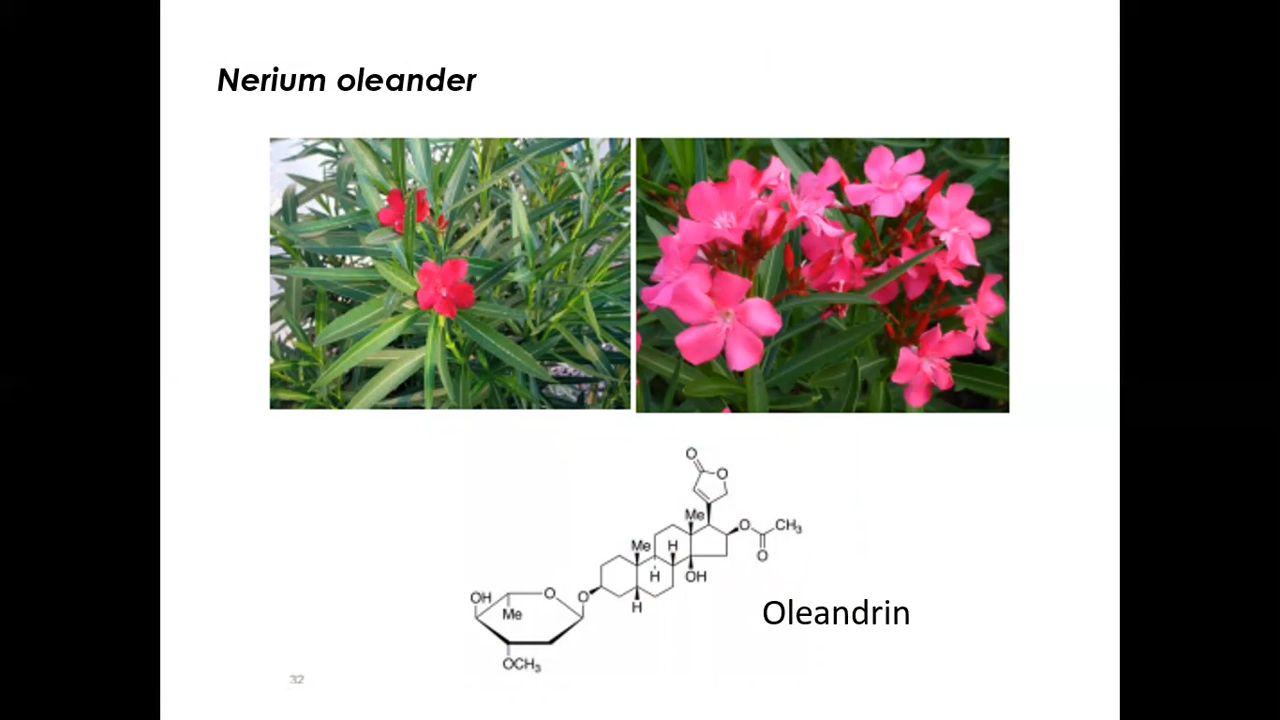 Nerium oleander
O
O
Me
O
CH3
Me
H
O
H
OH
OH
O
O
Me
H
Oleandrin
OCH3
32